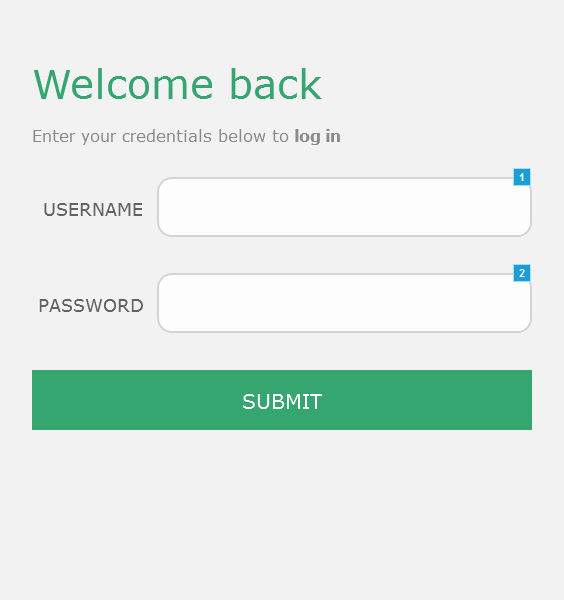 Welcome back
Enter your credentials below to log in
1
USERNAME
2
PASSWORD
SUBMIT